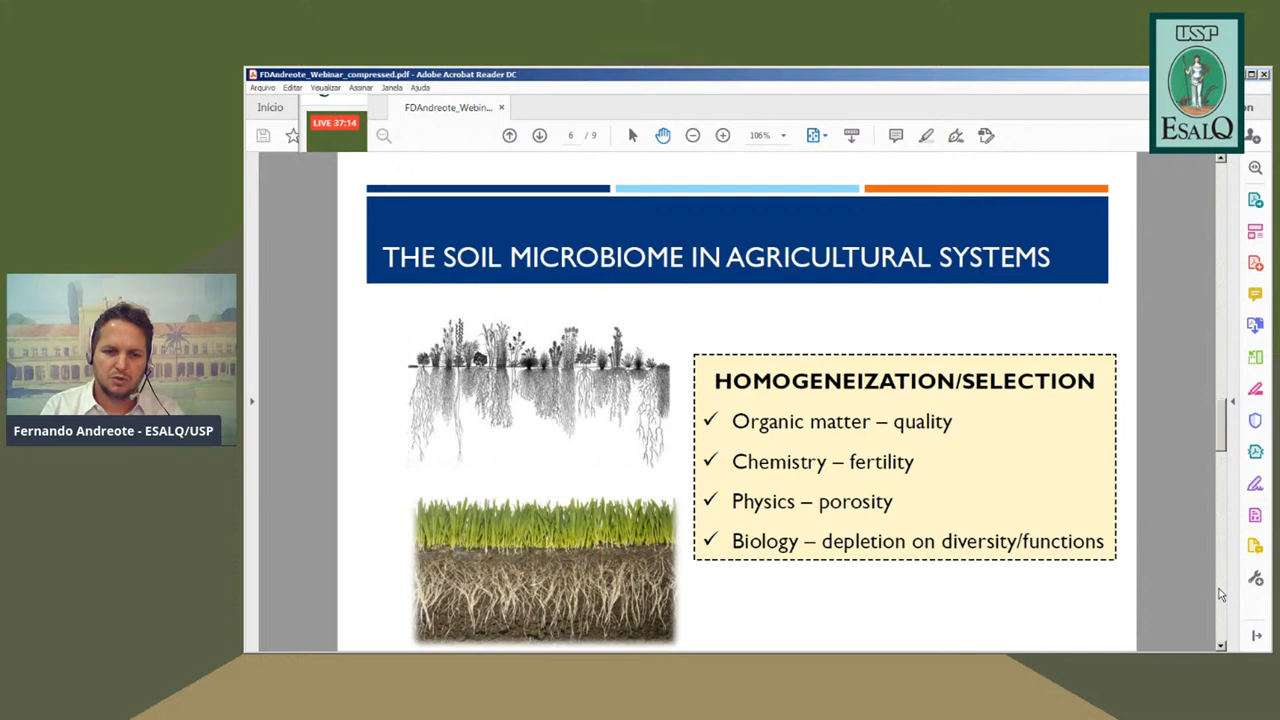 USP
ESALQ
FDAndreote_Webinar_compressed.pdf - Adobe Acrobat Reader DC
Arquivo Editar Visualizar Assinar Janela Ajuda
Início
FDAndreote_Webin... ×
LIVE 37:14
6 / 9
106%
THE SOIL MICROBIOME IN AGRICULTURAL SYSTEMS
HOMOGENEIZATION/SELECTION
✓ Organic matter – quality
✓ Chemistry – fertility
✓ Physics – porosity
✓ Biology – depletion on diversity/functions
Fernando Andreote - ESALQ/USP